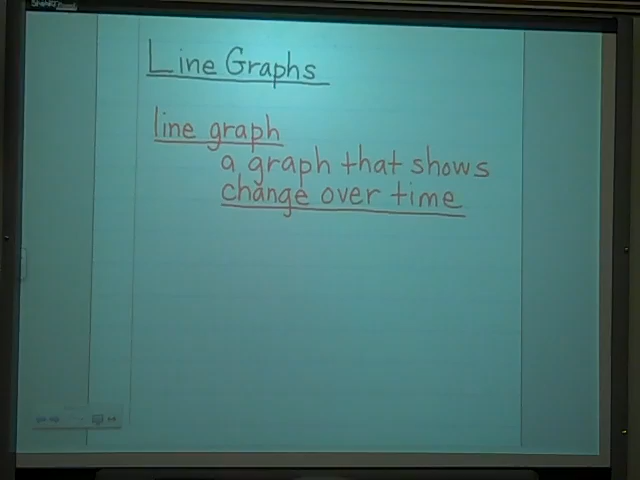 Line Graphs
line graph
a graph that shows
change over time